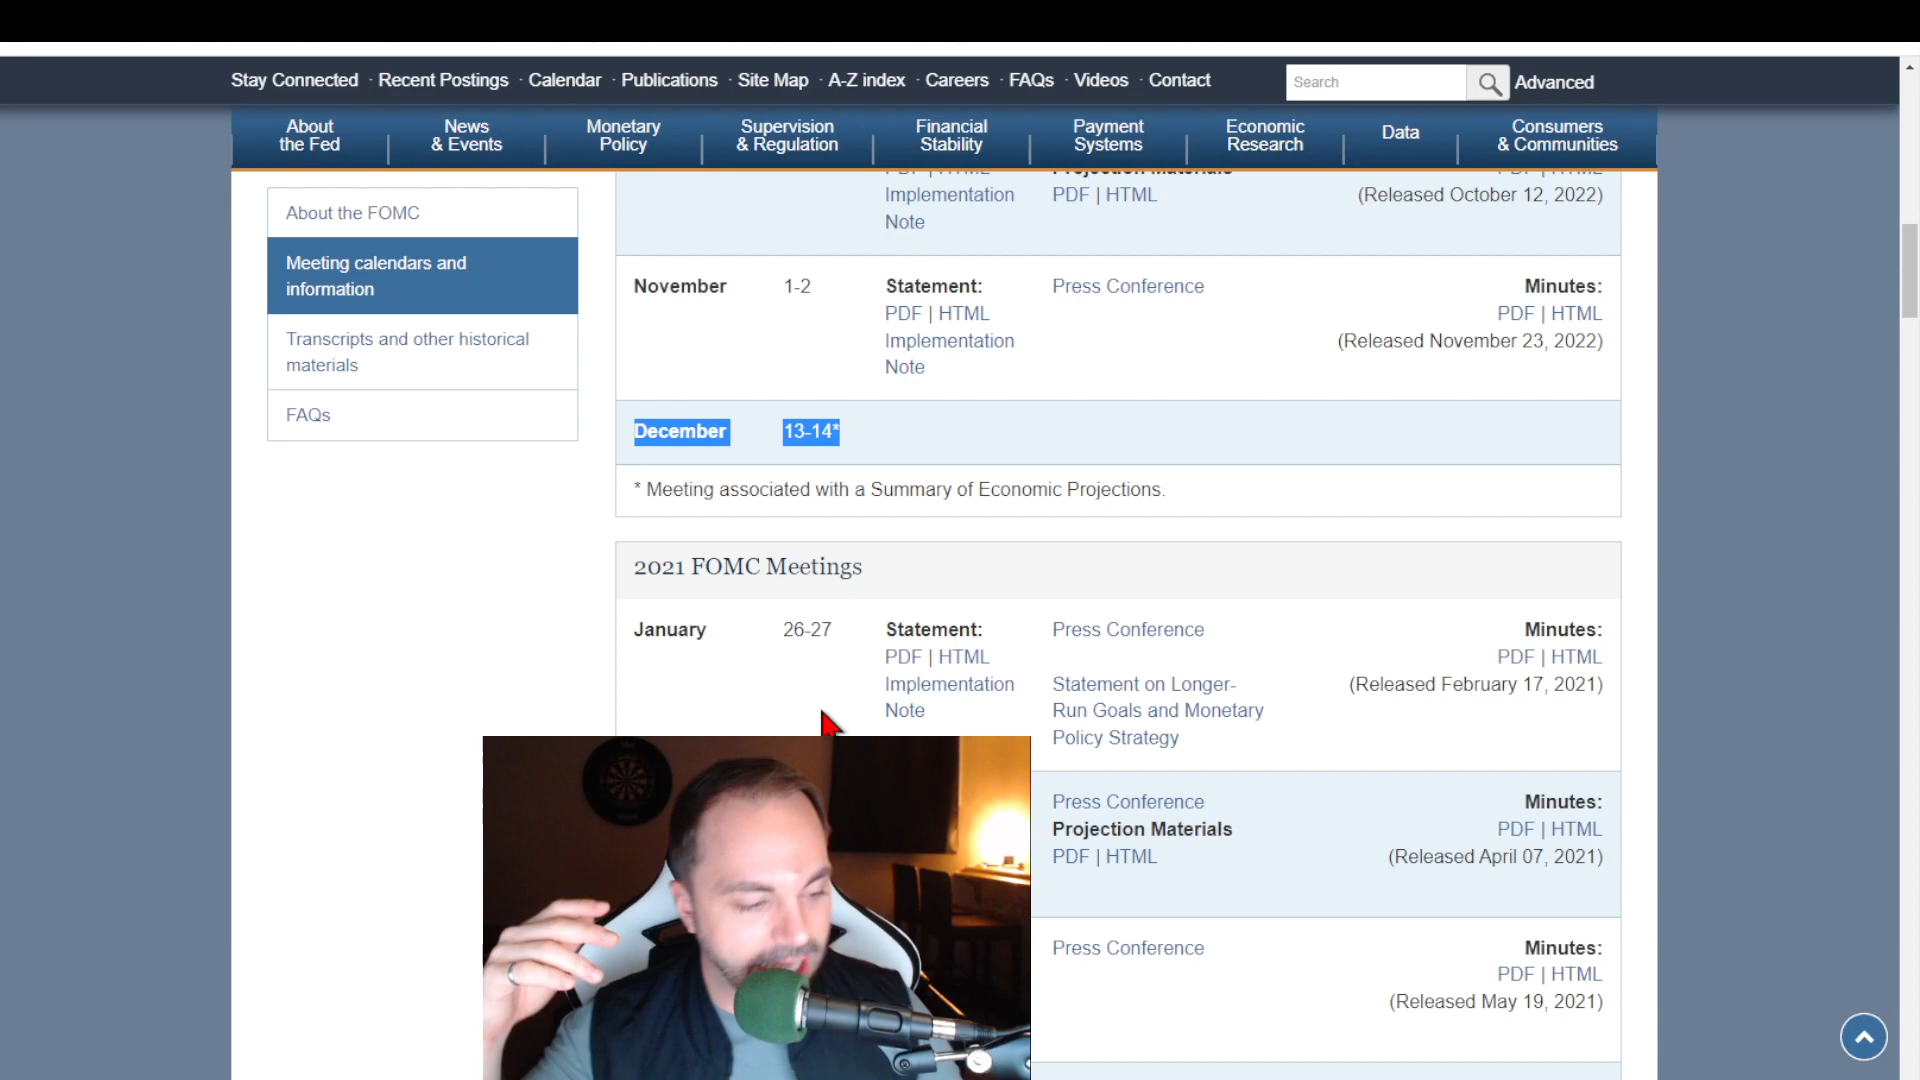 Stay Connected · Recent Postings · Calendar · Publications · Site Map · A-Z index · Careers · FAQs · Videos · Contact
Search
Advanced
About
the Fed
News
& Events
Monetary
Policy
Supervision
& Regulation
Financial
Stability
Payment
Systems
Economic
Research
Data
Consumers
& Communities
About the FOMC
Meeting calendars and
information
Transcripts and other historical
materials
FAQs
PDF | HTML
Implementation
Note
Projection Materials
PDF | HTML
PDF | HTML
(Released October 12, 2022)
November 1-2
Statement:
PDF | HTML
Implementation
Note
Press Conference
Minutes:
PDF | HTML
(Released November 23, 2022)
December 13-14*
* Meeting associated with a Summary of Economic Projections.
2021 FOMC Meetings
January 26-27
Statement:
PDF | HTML
Implementation
Note
Press Conference
Statement on Longer-
Run Goals and Monetary
Policy Strategy
Minutes:
PDF | HTML
(Released February 17, 2021)
Press Conference
Projection Materials
PDF | HTML
Minutes:
PDF | HTML
(Released April 07, 2021)
Press Conference
Minutes:
PDF | HTML
(Released May 19, 2021)